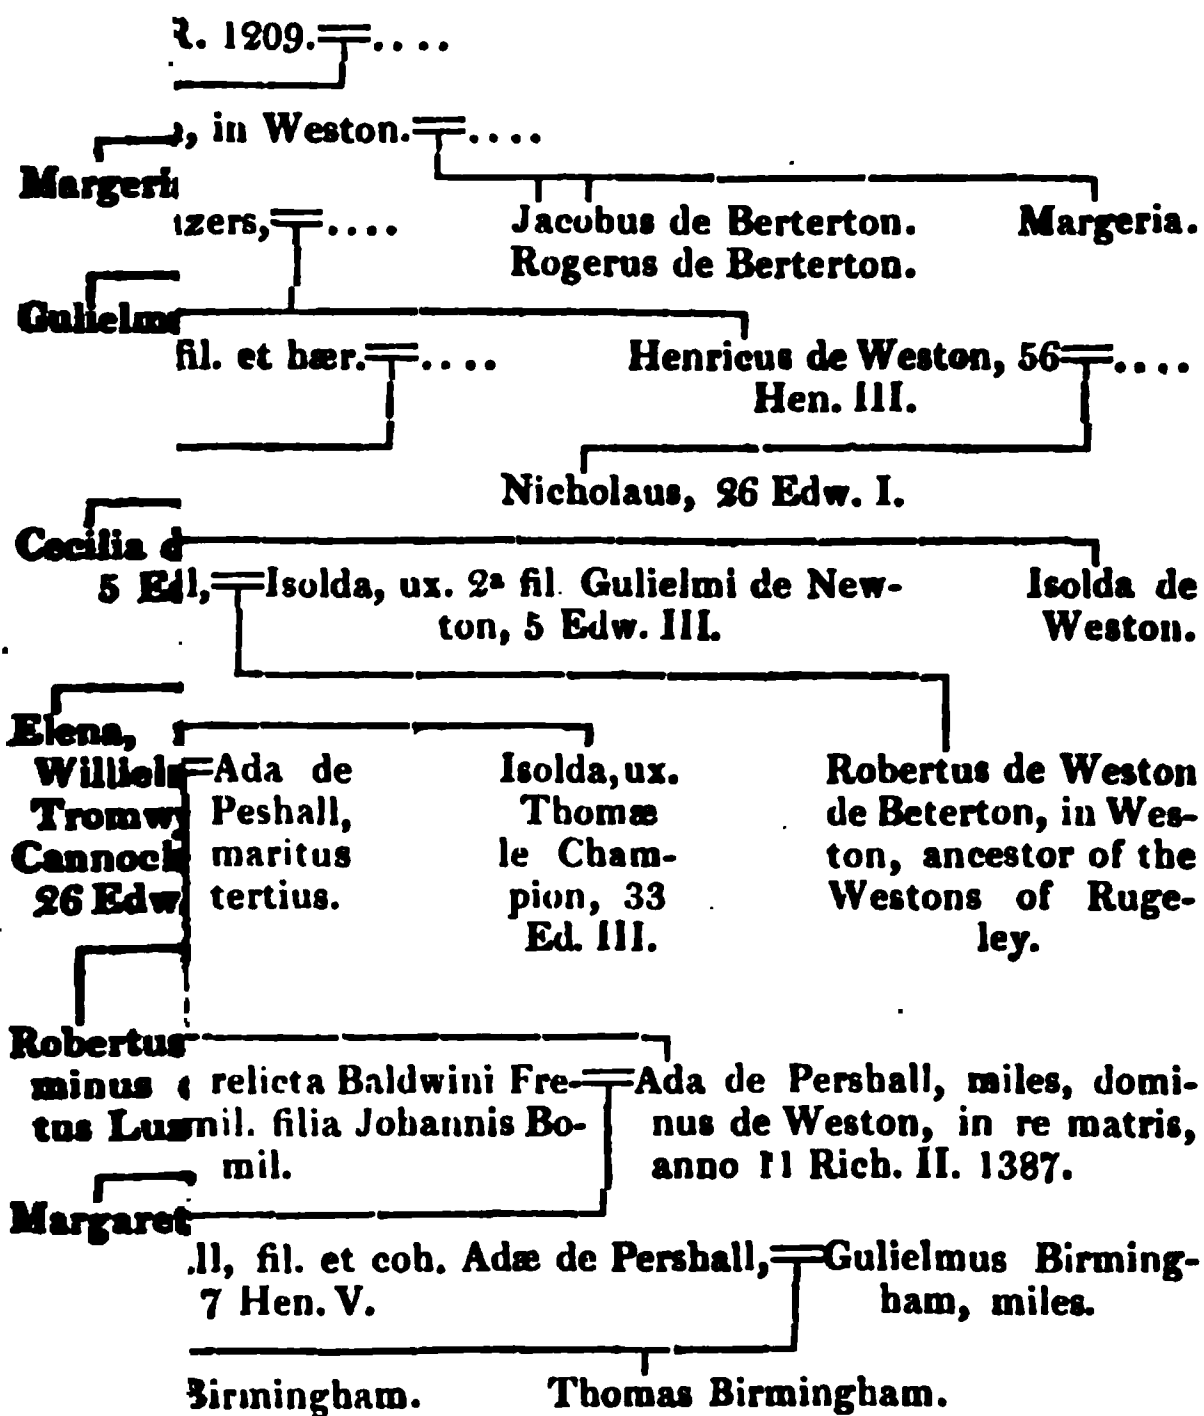 R. 1209. ....
in Weston. ....
Margeri
zers, ....
Jacobus de Berterton. Margeria.
Rogerus de Berterton.
Gulielm
fil. et hær. .... Henricus de Weston, 56 ....
Hen. III.
Nicholaus, 26 Edw. I.
Cecilia d
5 Ed l, Isolda, ux. 2ª fil. Gulielmi de New- Isolda de
ton, 5 Edw. III. Weston.
Elena,
Williel Ada de Isolda, ux. Robertus de Weston
Tromwy Peshall, Thomæ de Beterton, in Wes-
Cannock maritus le Cham- ton, ancestor of the
26 Edw tertius. pion, 33 Westons of Ruge-
Ed. III. ley.
Robertus
minus relicta Baldwini Fre- Ada de Pershall, miles, domi-
tus Lus mil. filia Johannis Bo- nus de Weston, in re matris,
mil. anno 11 Rich. II. 1387.
Margaret
ll, fil. et coh. Adæ de Pershall, Gulielmus Birming-
7 Hen. V. ham, miles.
Birmingham. Thomas Birmingham.